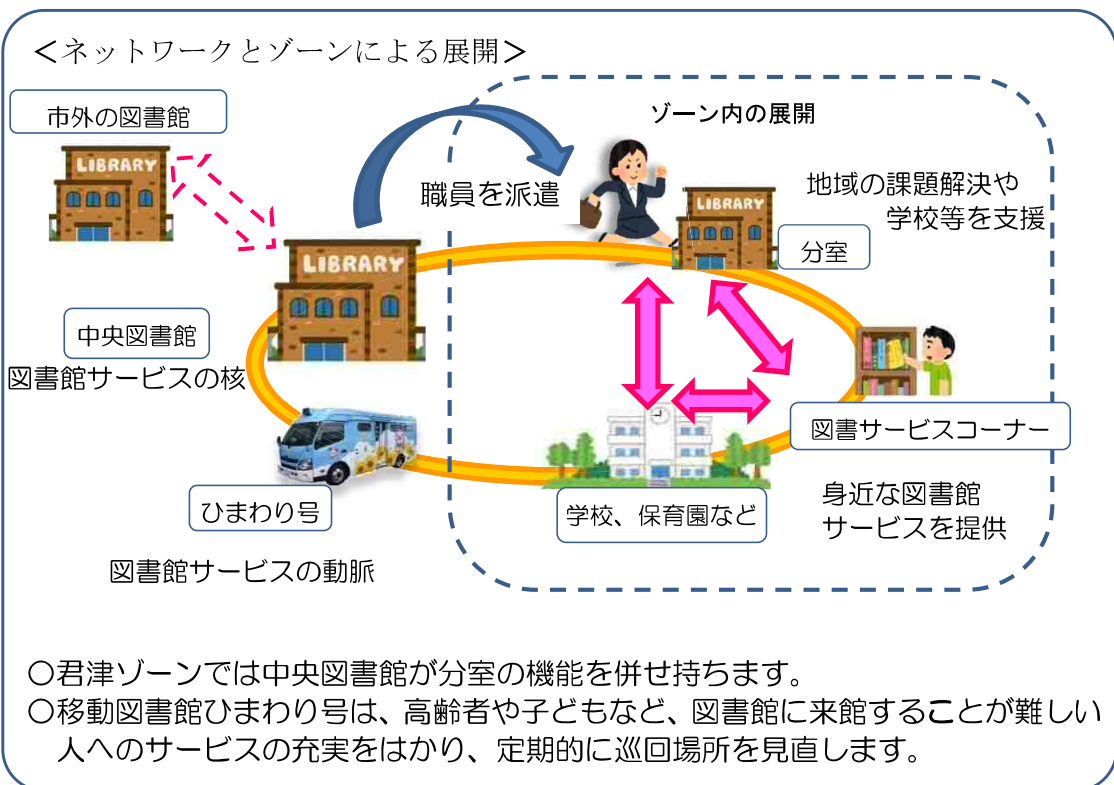 ＜ネットワークとゾーンによる展開＞
市外の図書館
LIBRARY
ゾーン内の展開
職員を派遣
LIBRARY
地域の課題解決や
学校等を支援
分室
LIBRARY
中央図書館
図書館サービスの核
図書サービスコーナー
ひまわり号
学校、保育園など
身近な図書館
サービスを提供
図書館サービスの動脈
○君津ゾーンでは中央図書館が分室の機能を併せ持ちます。
○移動図書館ひまわり号は、高齢者や子どもなど、図書館に来館することが難しい
人へのサービスの充実をはかり、定期的に巡回場所を見直します。